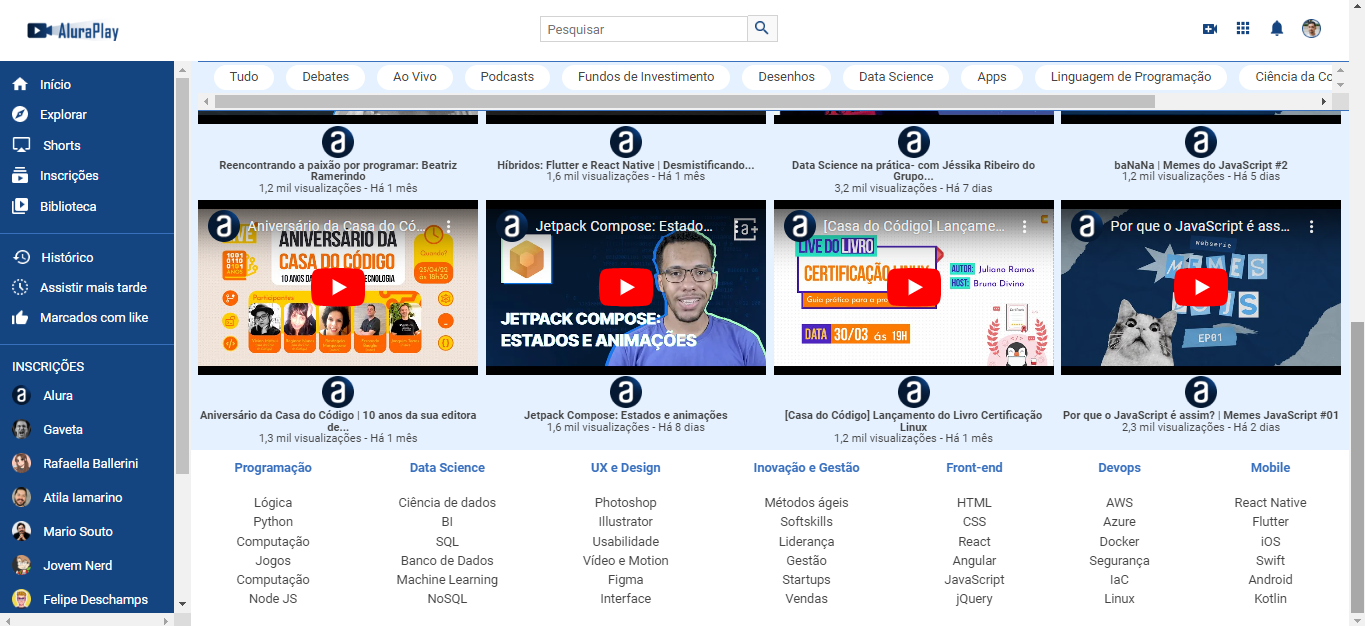 AluraPlay
Pesquisar
Início
Explorar
Shorts
Inscrições
Biblioteca
Histórico
Assistir mais tarde
Marcados com like
INSCRIÇÕES
Alura
Gaveta
Rafaella Ballerini
Atila Iamarino
Mario Souto
Jovem Nerd
Felipe Deschamps
Tudo
Debates
Ao Vivo
Podcasts
Fundos de Investimento
Desenhos
Data Science
Apps
Linguagem de Programação
Ciência da Co
a
Reencontrando a paixão por programar: Beatriz
Ramerindo
1,2 mil visualizações - Há 1 mês
a
Híbridos: Flutter e React Native | Desmistificando...
1,6 mil visualizações - Há 1 mês
a
Data Science na prática- com Jéssika Ribeiro do
Grupo...
3,2 mil visualizações - Há 7 dias
a
baNaNa | Memes do JavaScript #2
1,2 mil visualizações - Há 5 dias
a
Aniversário da Casa do Có...
ANIVERSÁRIO DA
CASA DO CÓDIGO
Quando?
25/04/22
às 18h30
Participantes
a
Aniversário da Casa do Código | 10 anos da sua editora
de...
1,3 mil visualizações - Há 1 mês
a
Jetpack Compose: Estado...
a+
JETPACK COMPOSE:
ESTADOS E ANIMAÇÕES
a
Jetpack Compose: Estados e animações
1,6 mil visualizações - Há 8 dias
a
[Casa do Código] Lançame...
LIVE DO LIVRO
CERTIFICAÇÃO LINUX
Guia prático para a pro
AUTOR: Juliano Ramos
HOST: Bruno Divino
DATA 30/03 às 19H
a
[Casa do Código] Lançamento do Livro Certificação
Linux
1,2 mil visualizações - Há 1 mês
a
Por que o JavaScript é ass...
webserie
MEMES
EP01
a
Por que o JavaScript é assim? | Memes JavaScript #01
2,3 mil visualizações - Há 2 dias
Programação
Lógica
Python
Computação
Jogos
Computação
Node JS
Data Science
Ciência de dados
BI
SQL
Banco de Dados
Machine Learning
NoSQL
UX e Design
Photoshop
Illustrator
Usabilidade
Vídeo e Motion
Figma
Interface
Inovação e Gestão
Métodos ágeis
Softskills
Liderança
Gestão
Startups
Vendas
Front-end
HTML
CSS
React
Angular
JavaScript
jQuery
Devops
AWS
Azure
Docker
Segurança
IaC
Linux
Mobile
React Native
Flutter
iOS
Swift
Android
Kotlin